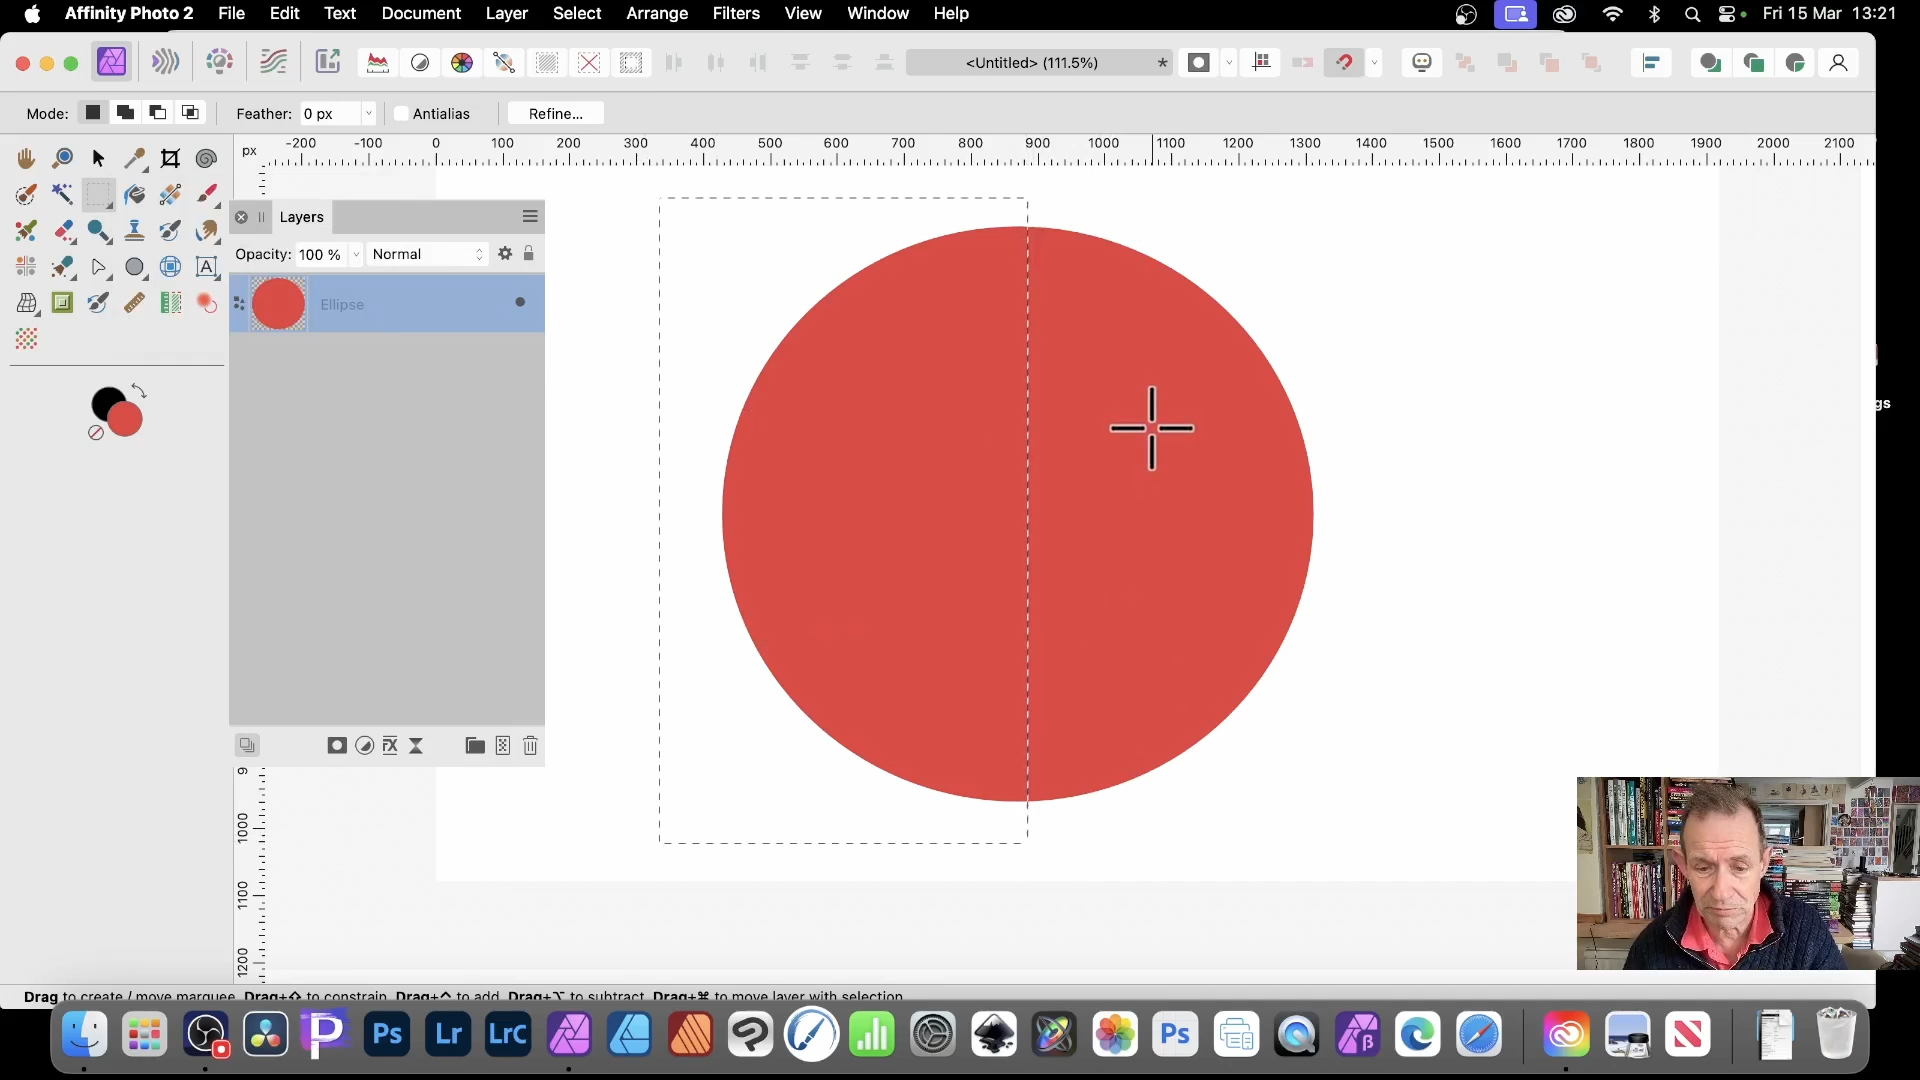 Affinity Photo 2 File Edit Text Document Layer Select Arrange Filters View Window Help Fri 15 Mar 13:21
<Untitled> (111.5%) *
Mode: Feather: 0 px Antialias Refine...
px -200 -100 0 100 200 300 400 500 600 700 800 900 1000 1100 1200 1300 1400 1500 1600 1700 1800 1900 2000 2100
Layers
Opacity: 100 % Normal
Ellipse
gs
9
1000
1100
1200
Drag to create / move marquee. Drag+⇧ to constrain. Drag+^ to add. Drag+⌥ to subtract. Drag+⌘ to move layer with selection.
Ps Lr LrC Ps β